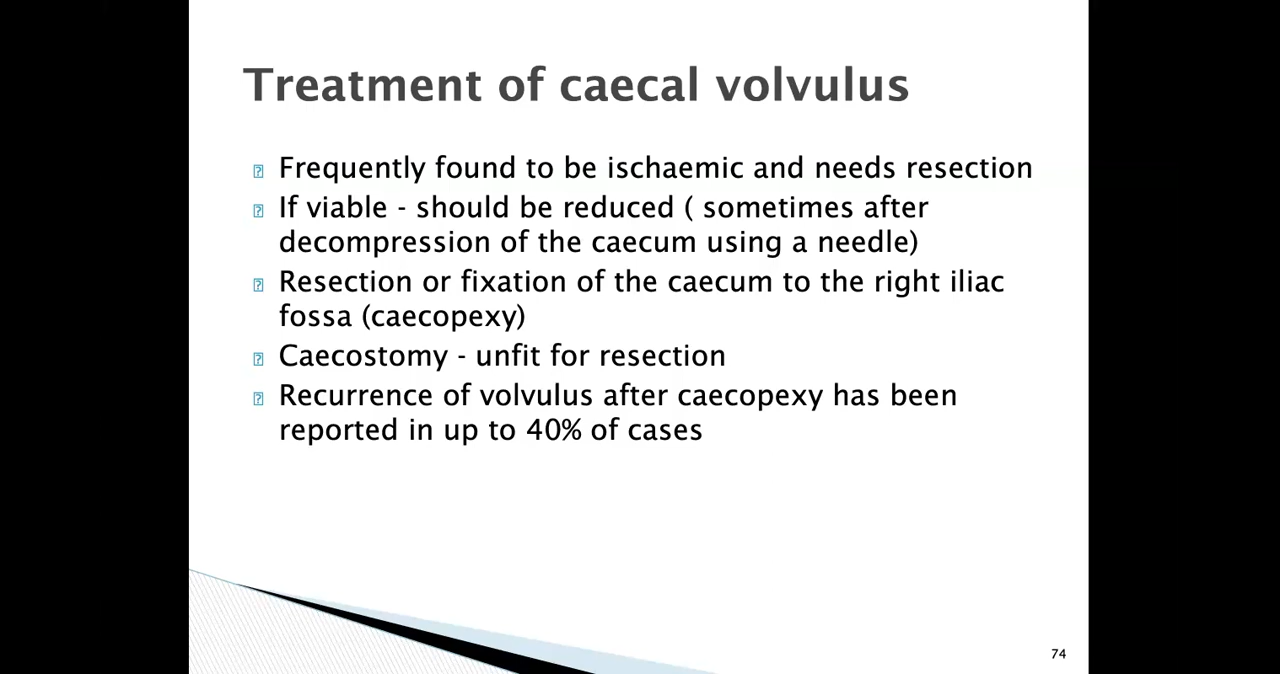 Treatment of caecal volvulus
Frequently found to be ischaemic and needs resection
If viable - should be reduced ( sometimes after
decompression of the caecum using a needle)
Resection or fixation of the caecum to the right iliac
fossa (caecopexy)
Caecostomy - unfit for resection
Recurrence of volvulus after caecopexy has been
reported in up to 40% of cases
74